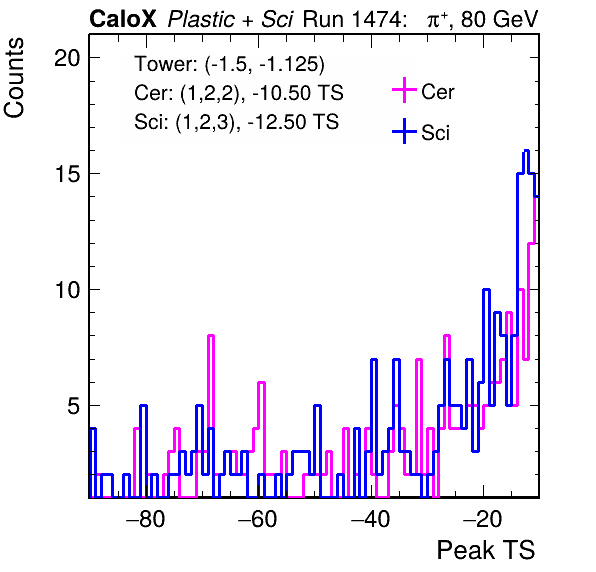 CaloX Plastic + Sci Run 1474: π⁺, 80 GeV
Counts
Tower: (-1.5, -1.125)
Cer: (1,2,2), -10.50 TS
Sci: (1,2,3), -12.50 TS
Cer
Sci
20
15
10
5
−80 −60 −40 −20
Peak TS